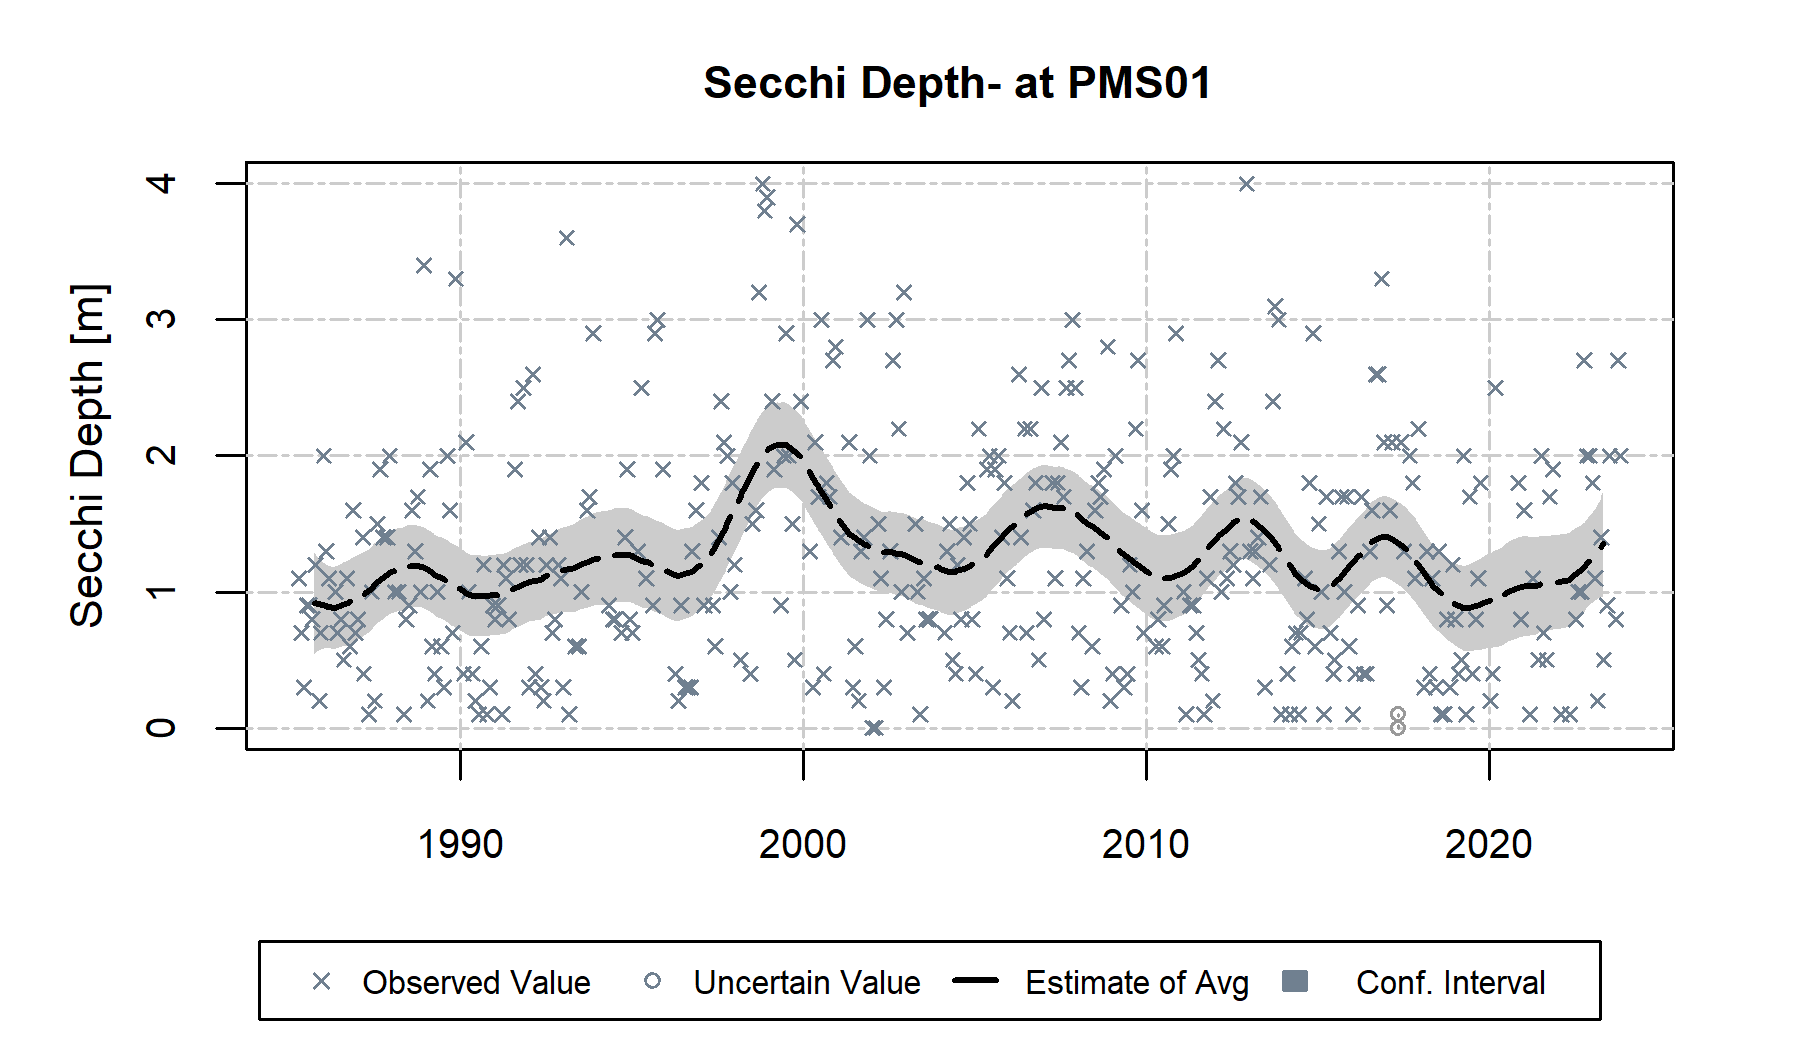 Secchi Depth- at PMS01
Secchi Depth [m]
4
3
2
1
0
1990 2000 2010 2020
Observed Value Uncertain Value Estimate of Avg Conf. Interval